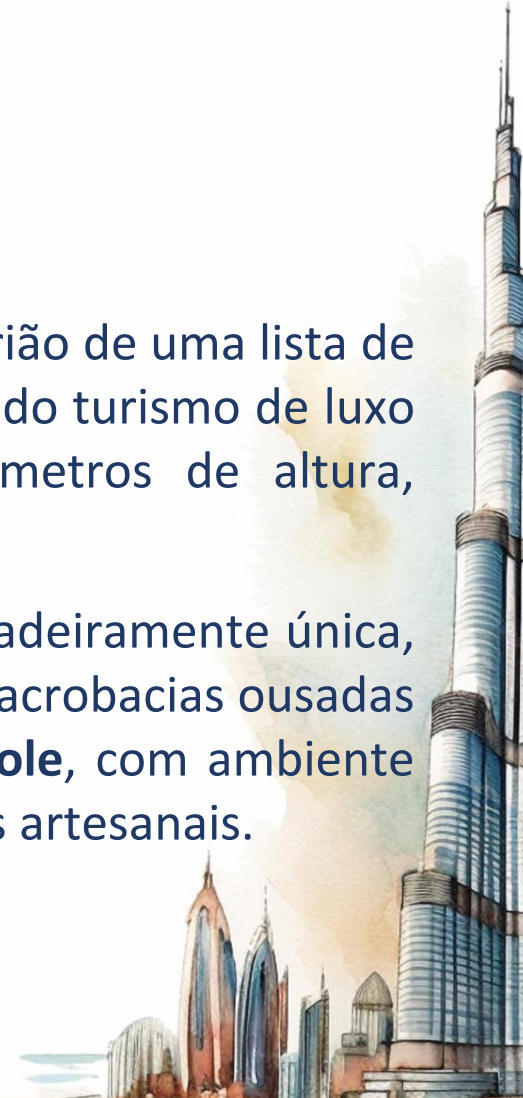 rião de uma lista de
do turismo de luxo
metros de altura,
adeiramente única,
acrobacias ousadas
ole, com ambiente
s artesanais.